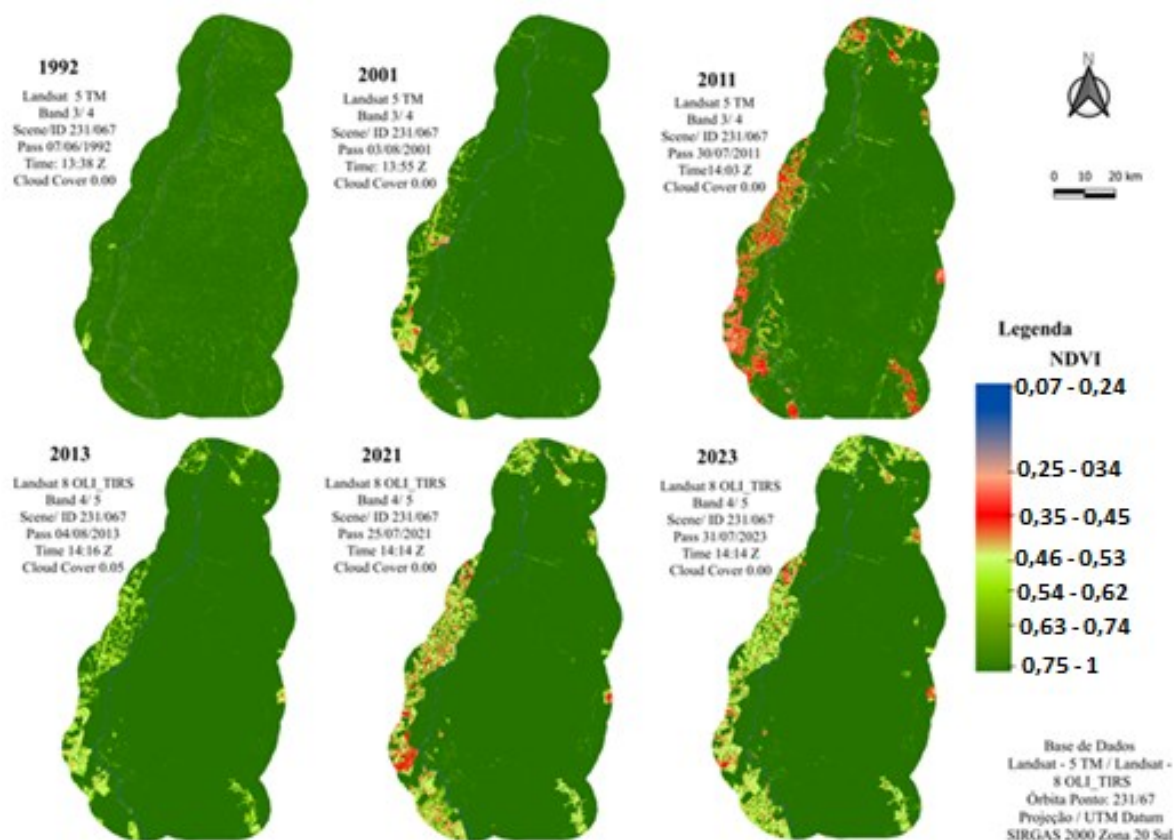 1992
Landsat 5 TM
Band 3/ 4
Scene/ID 231/067
Pass 07/06/1992
Time: 13:38 Z
Cloud Cover 0.00
2001
Landsat 5 TM
Band 3/ 4
Scene/ ID 231/067
Pass 03/08/2001
Time: 13:55 Z
Cloud Cover 0.00
2011
Landsat 5 TM
Band 3/ 4
Scene/ ID 231/067
Pass 30/07/2011
Time14:03 Z
Cloud Cover 0.00
N
0 10 20 km
Legenda
NDVI
0,07 - 0,24
0,25 - 034
0,35 - 0,45
0,46 - 0,53
0,54 - 0,62
0,63 - 0,74
0,75 - 1
2013
Landsat 8 OLI_TIRS
Band 4/ 5
Scene/ ID 231/067
Pass 04/08/2013
Time 14:16 Z
Cloud Cover 0.05
2021
Landsat 8 OLI_TIRS
Band 4/ 5
Scene/ ID 231/067
Pass 25/07/2021
Time 14:14 Z
Cloud Cover 0.00
2023
Landsat 8 OLI_TIRS
Band 4/ 5
Scene/ ID 231/067
Pass 31/07/2023
Time 14:14 Z
Cloud Cover 0.00
Base de Dados
Landsat - 5 TM / Landsat -
8 OLI_TIRS
Órbita Ponto: 231/67
Projeção / UTM Datum
SIRGAS 2000 Zona 20 Sul